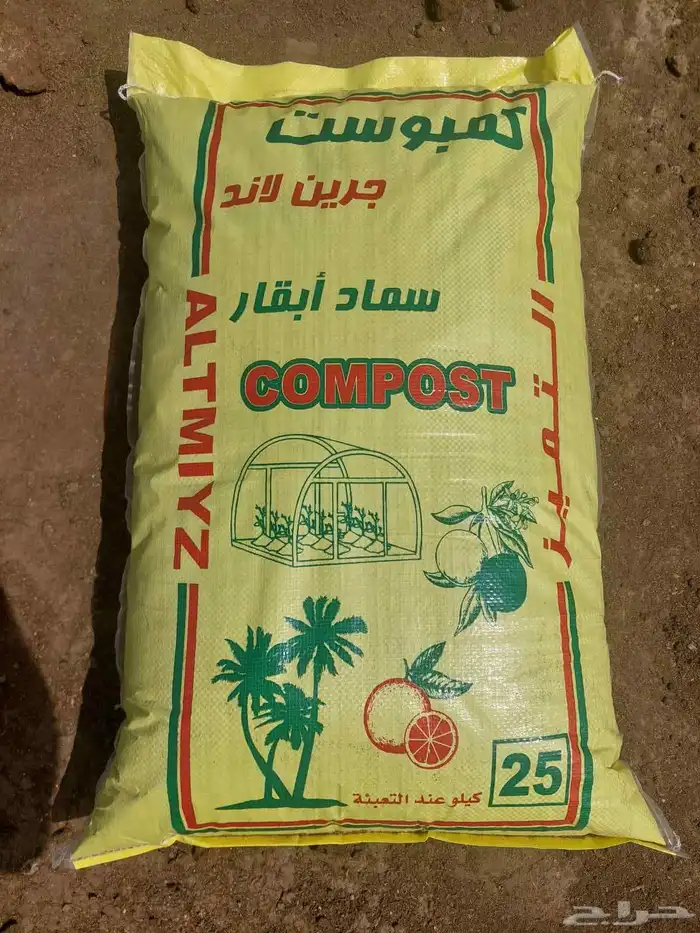 كمبوست
جرين لاند
سماد أبقار
COMPOST
ALTMIYZ
التميز
25
كيلو عند التعبئة
حراج